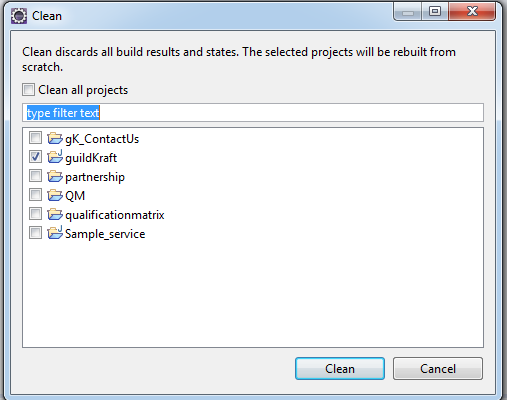 Clean
Clean discards all build results and states. The selected projects will be rebuilt from
scratch.
Clean all projects
type filter text
gK_ContactUs
guildKraft
partnership
QM
qualificationmatrix
Sample_service
Clean
Cancel